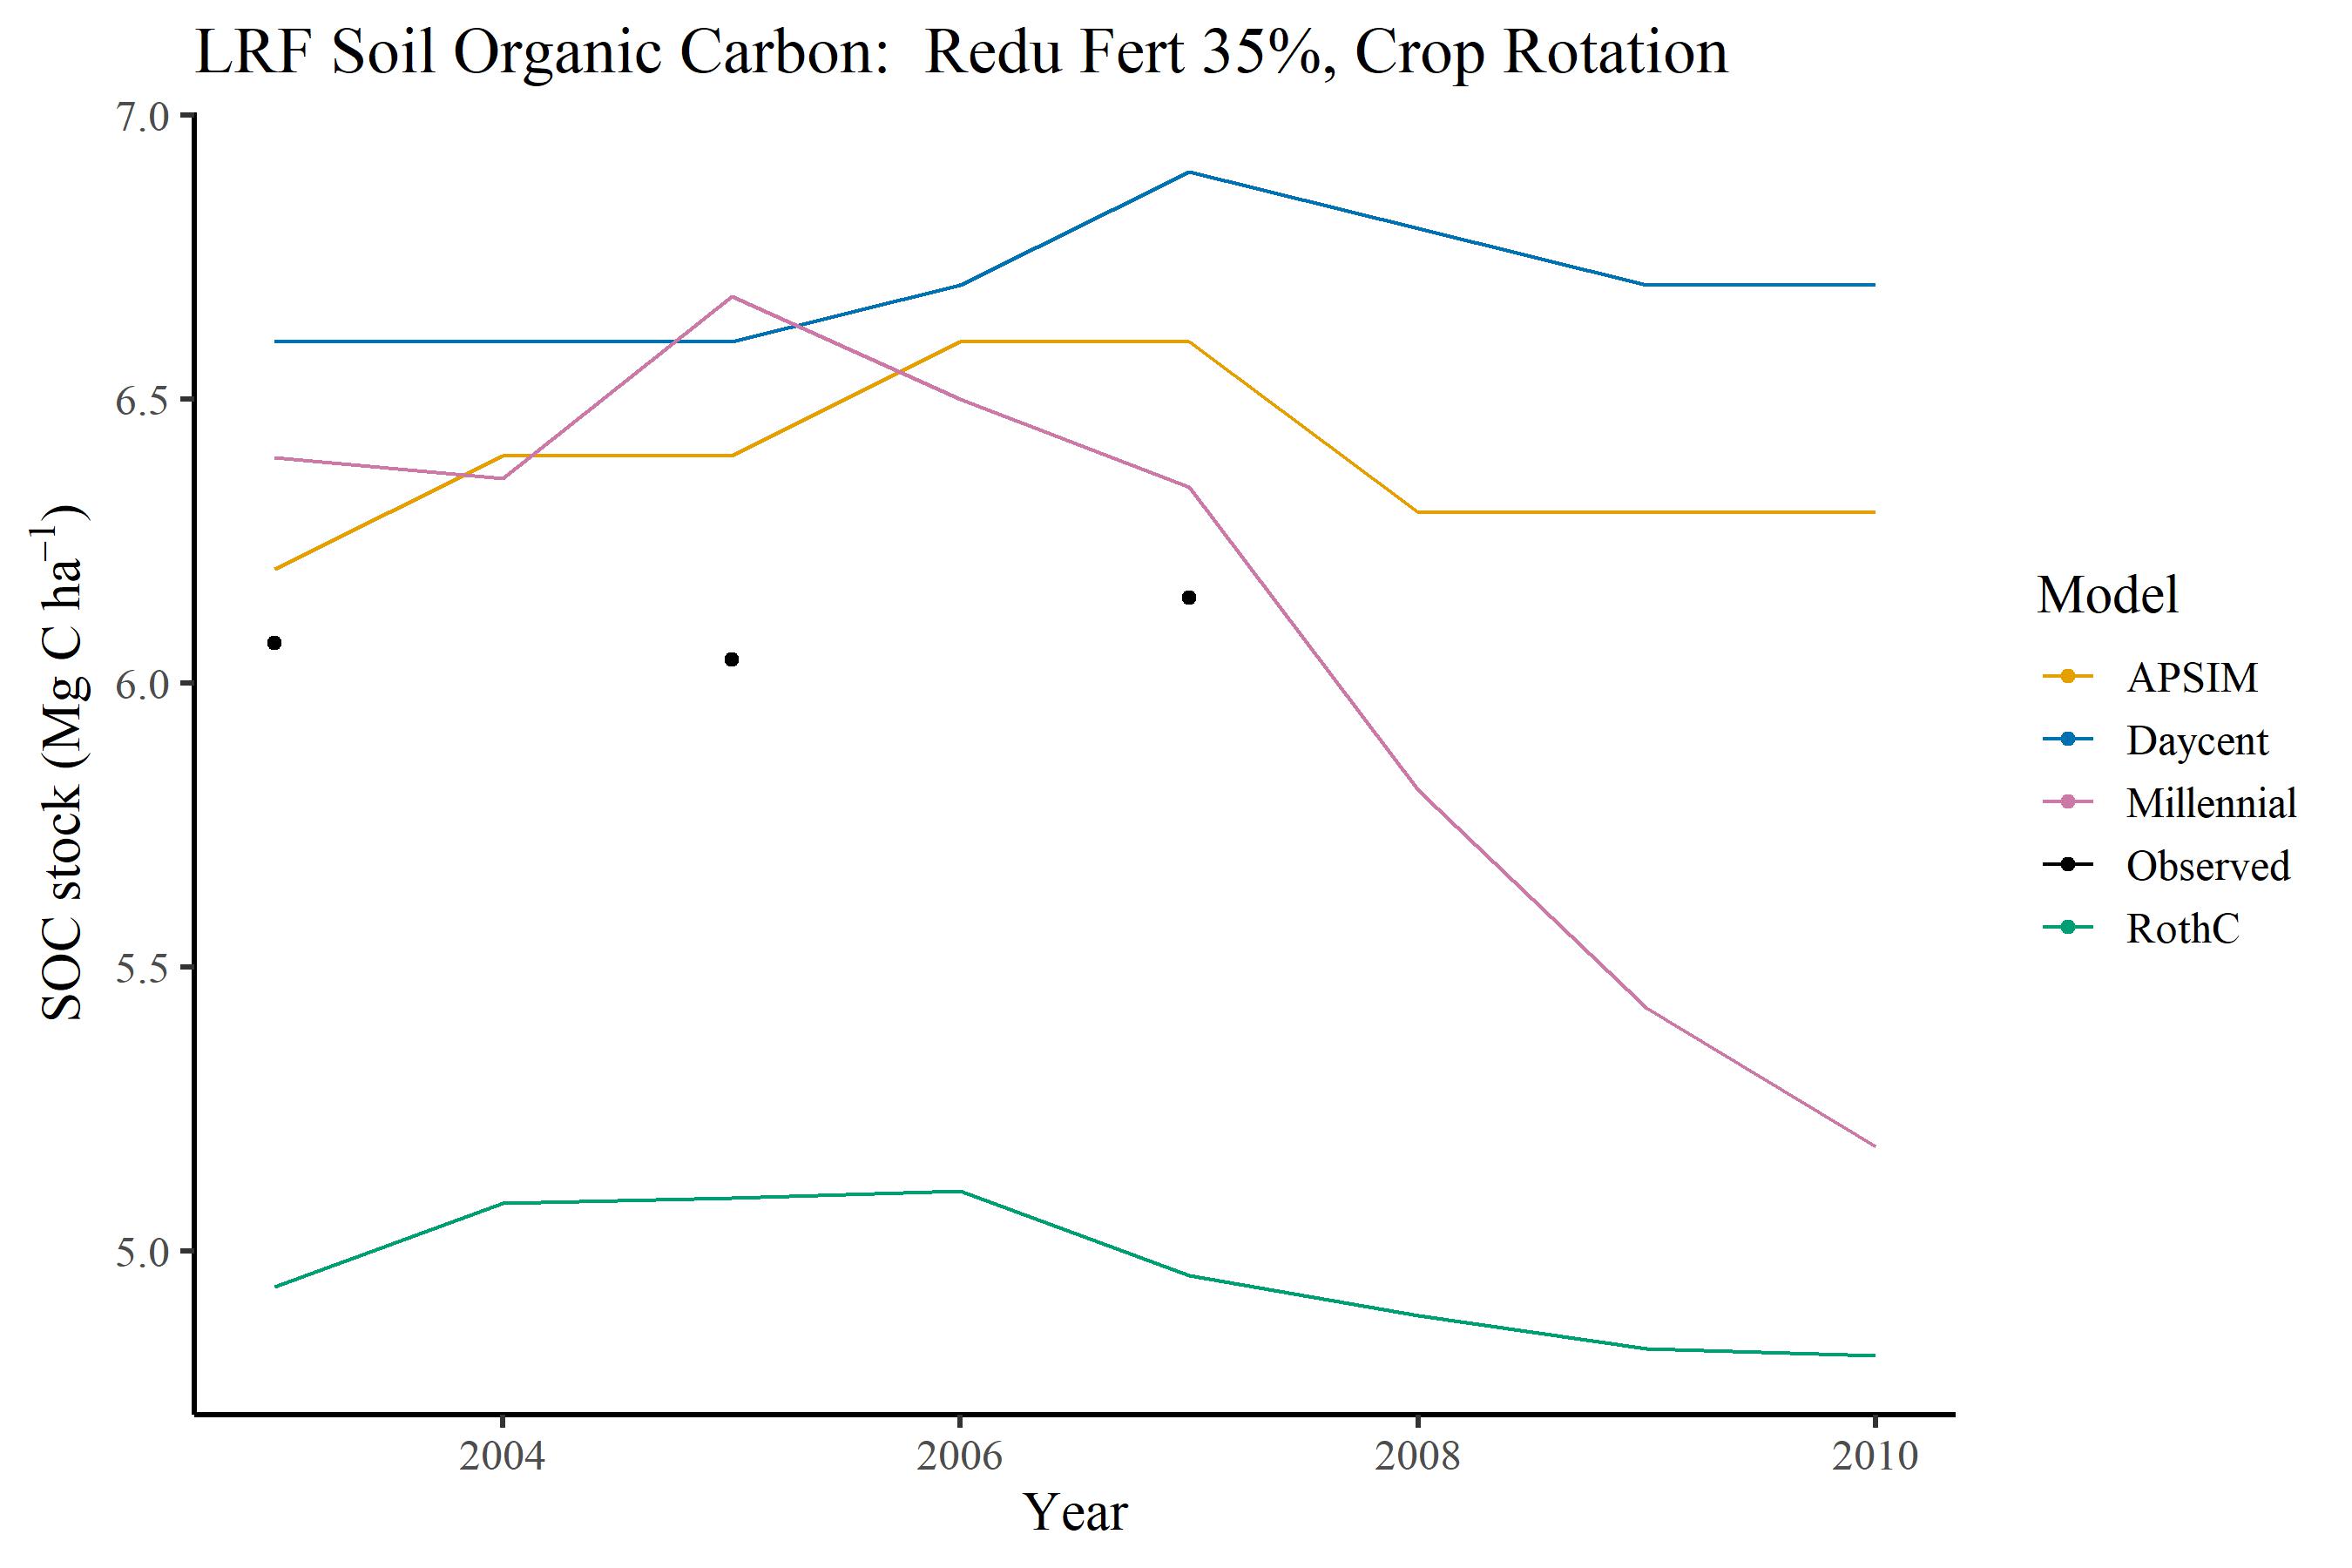 LRF Soil Organic Carbon:  Redu Fert 35%, Crop Rotation
7.0
6.5
6.0
5.5
5.0
SOC stock (Mg C ha⁻¹)
2004 2006 2008 2010
Year
Model
APSIM
Daycent
Millennial
Observed
RothC